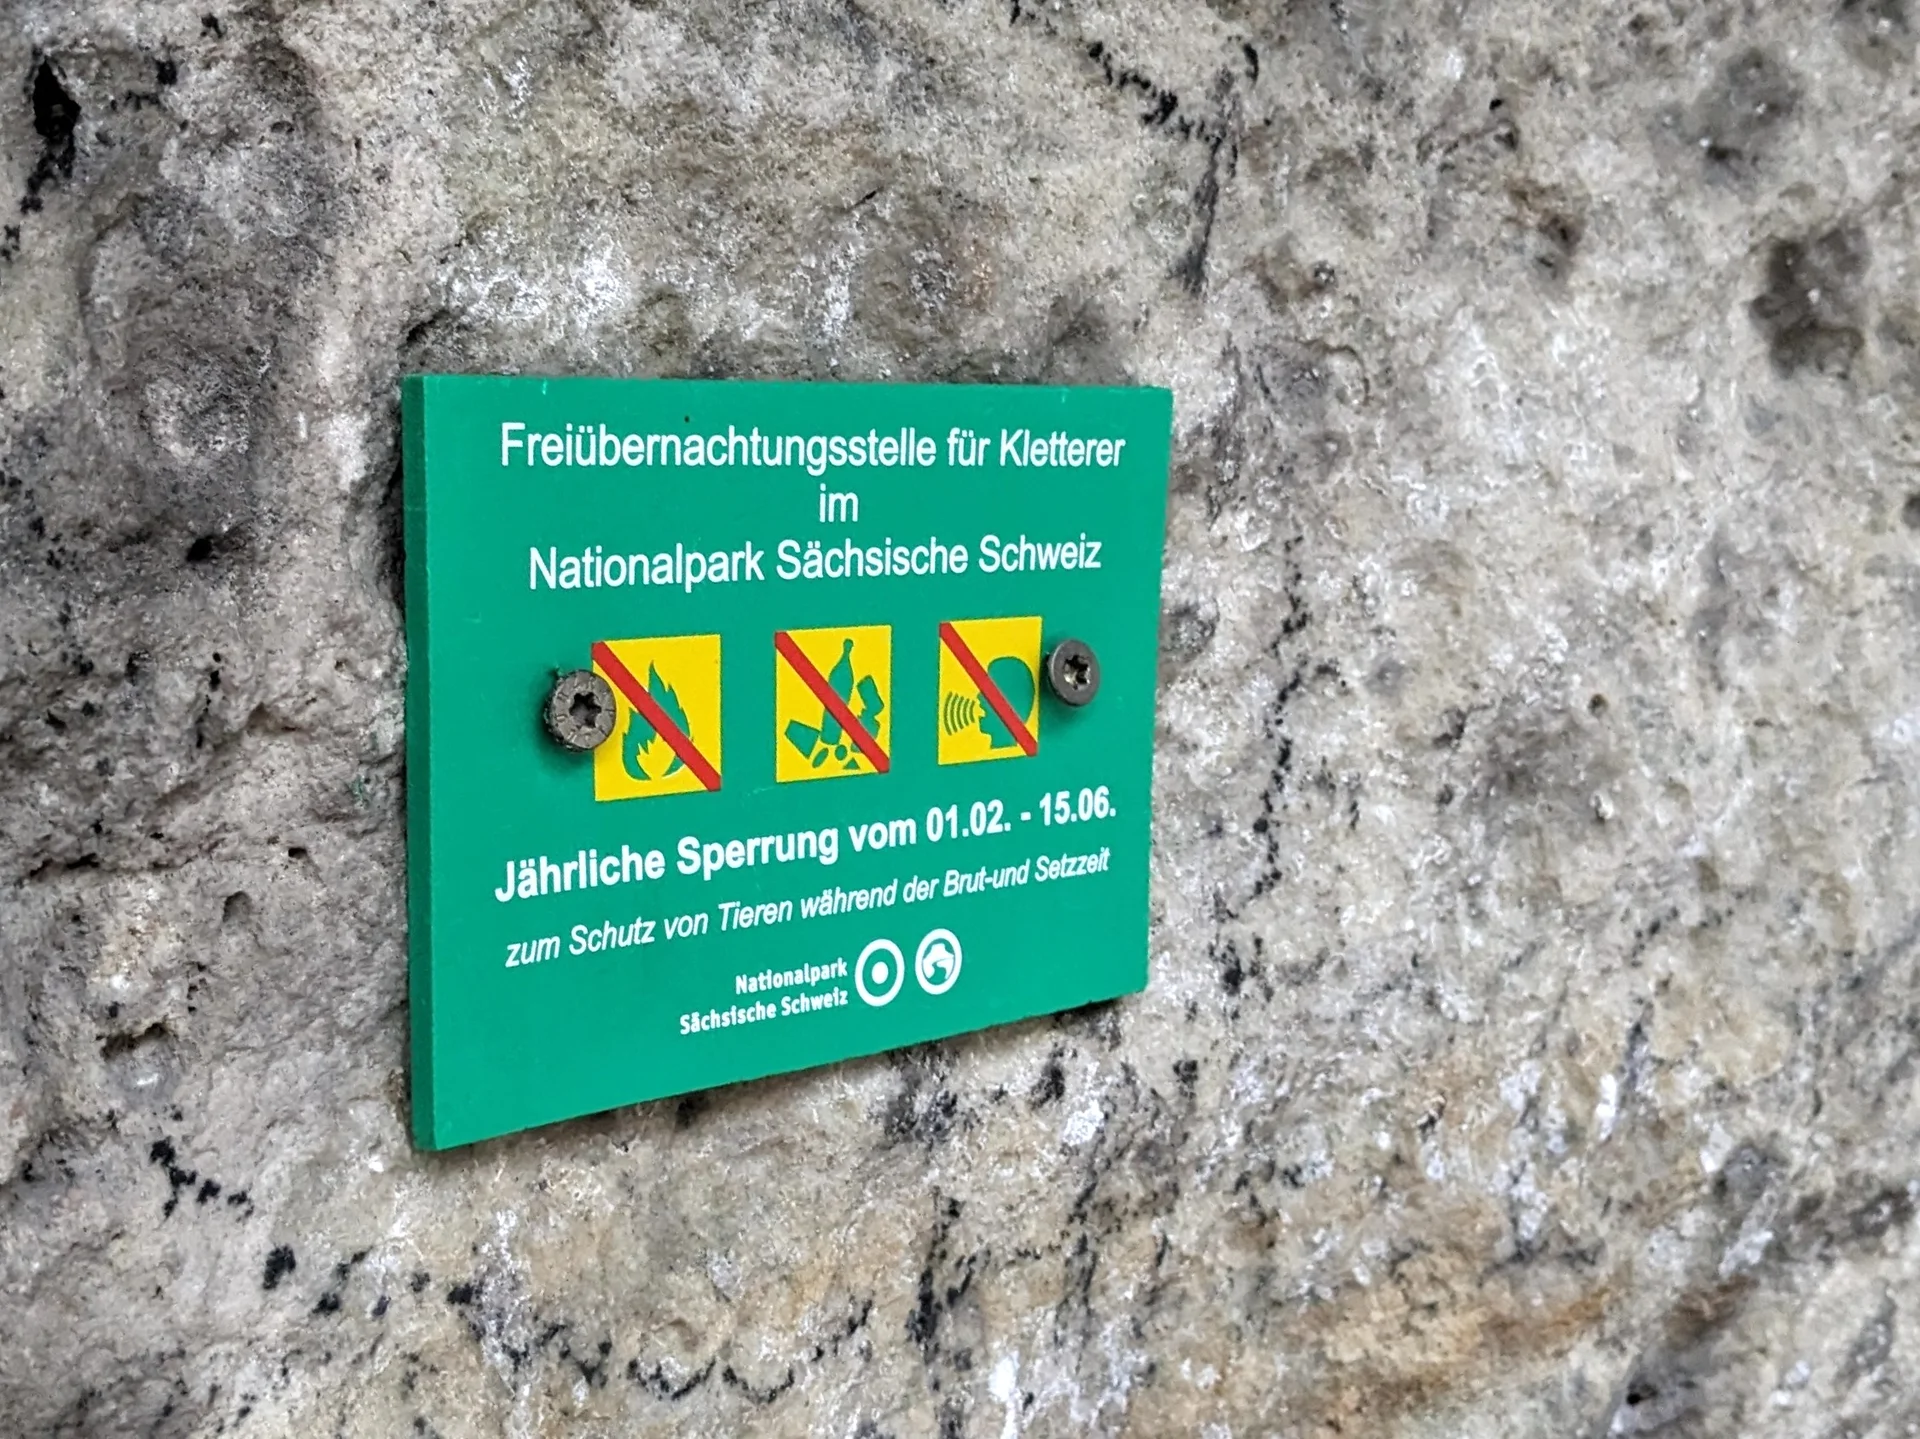 Freiübernachtungsstelle für Kletterer
im
Nationalpark Sächsische Schweiz
Jährliche Sperrung vom 01.02. - 15.06.
zum Schutz von Tieren während der Brut-und Setzzeit
Nationalpark
Sächsische Schweiz